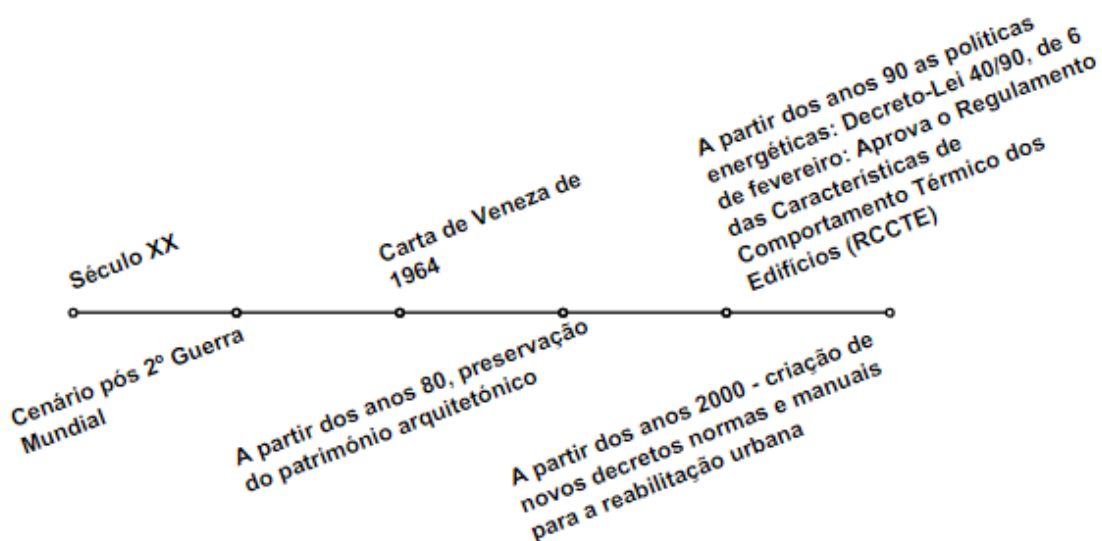 Século XX
Cenário pós 2º Guerra
Mundial
Carta de Veneza de
1964
A partir dos anos 80, preservação
do património arquitetónico
A partir dos anos 90 as políticas
energéticas: Decreto-Lei 40/90, de 6
de fevereiro: Aprova o Regulamento
das Características de
Comportamento Térmico dos
Edifícios (RCCTE)
A partir dos anos 2000 - criação de
novos decretos normas e manuais
para a reabilitação urbana